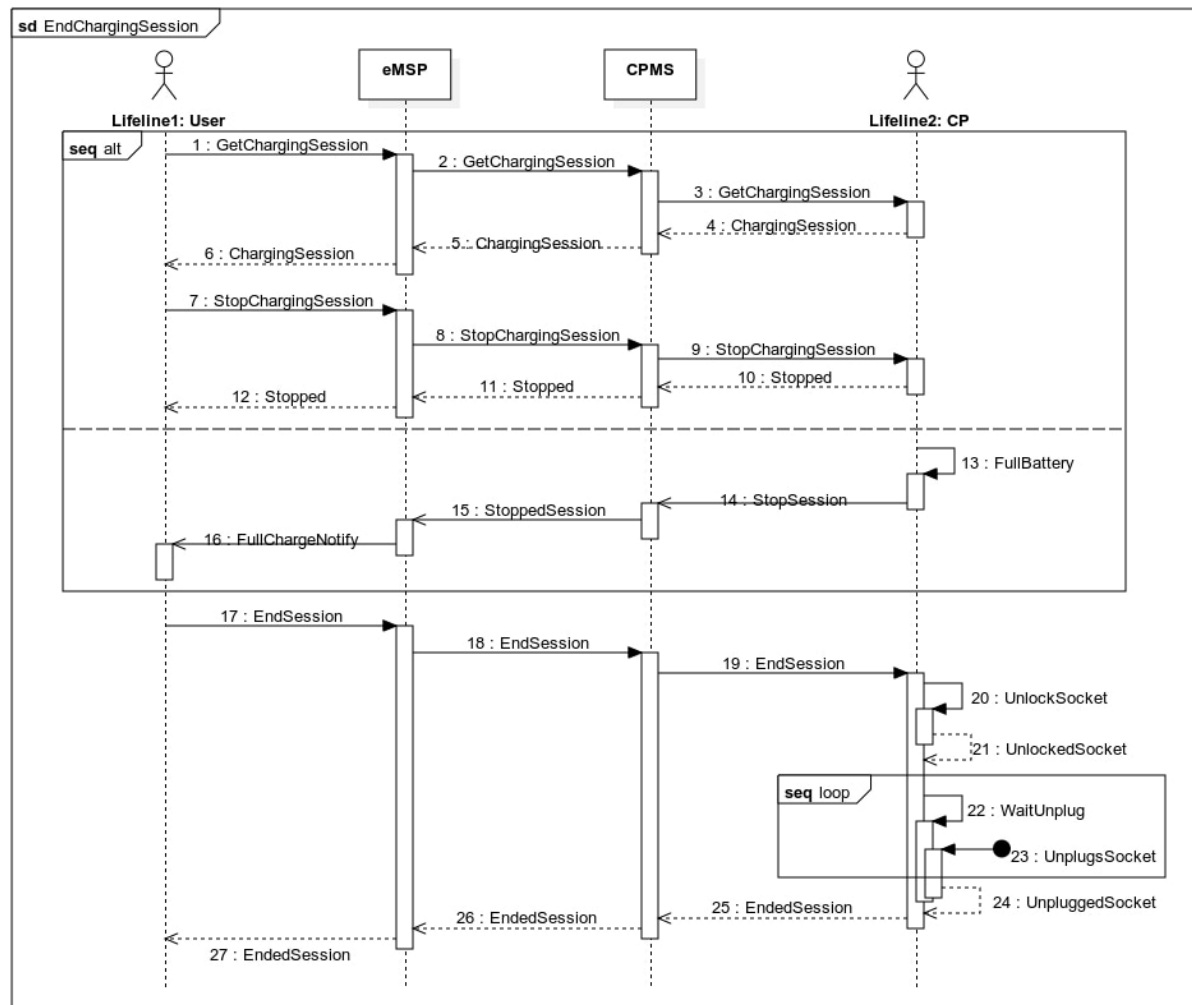 sd EndChargingSession
eMSP
CPMS
Lifeline1: User
Lifeline2: CP
seq alt
1 : GetChargingSession
2 : GetChargingSession
3 : GetChargingSession
4 : ChargingSession
5 : ChargingSession
6 : ChargingSession
7 : StopChargingSession
8 : StopChargingSession
9 : StopChargingSession
10 : Stopped
11 : Stopped
12 : Stopped
13 : FullBattery
14 : StopSession
15 : StoppedSession
16 : FullChargeNotify
17 : EndSession
18 : EndSession
19 : EndSession
20 : UnlockSocket
21 : UnlockedSocket
seq loop
22 : WaitUnplug
23 : UnplugsSocket
24 : UnpluggedSocket
25 : EndedSession
26 : EndedSession
27 : EndedSession